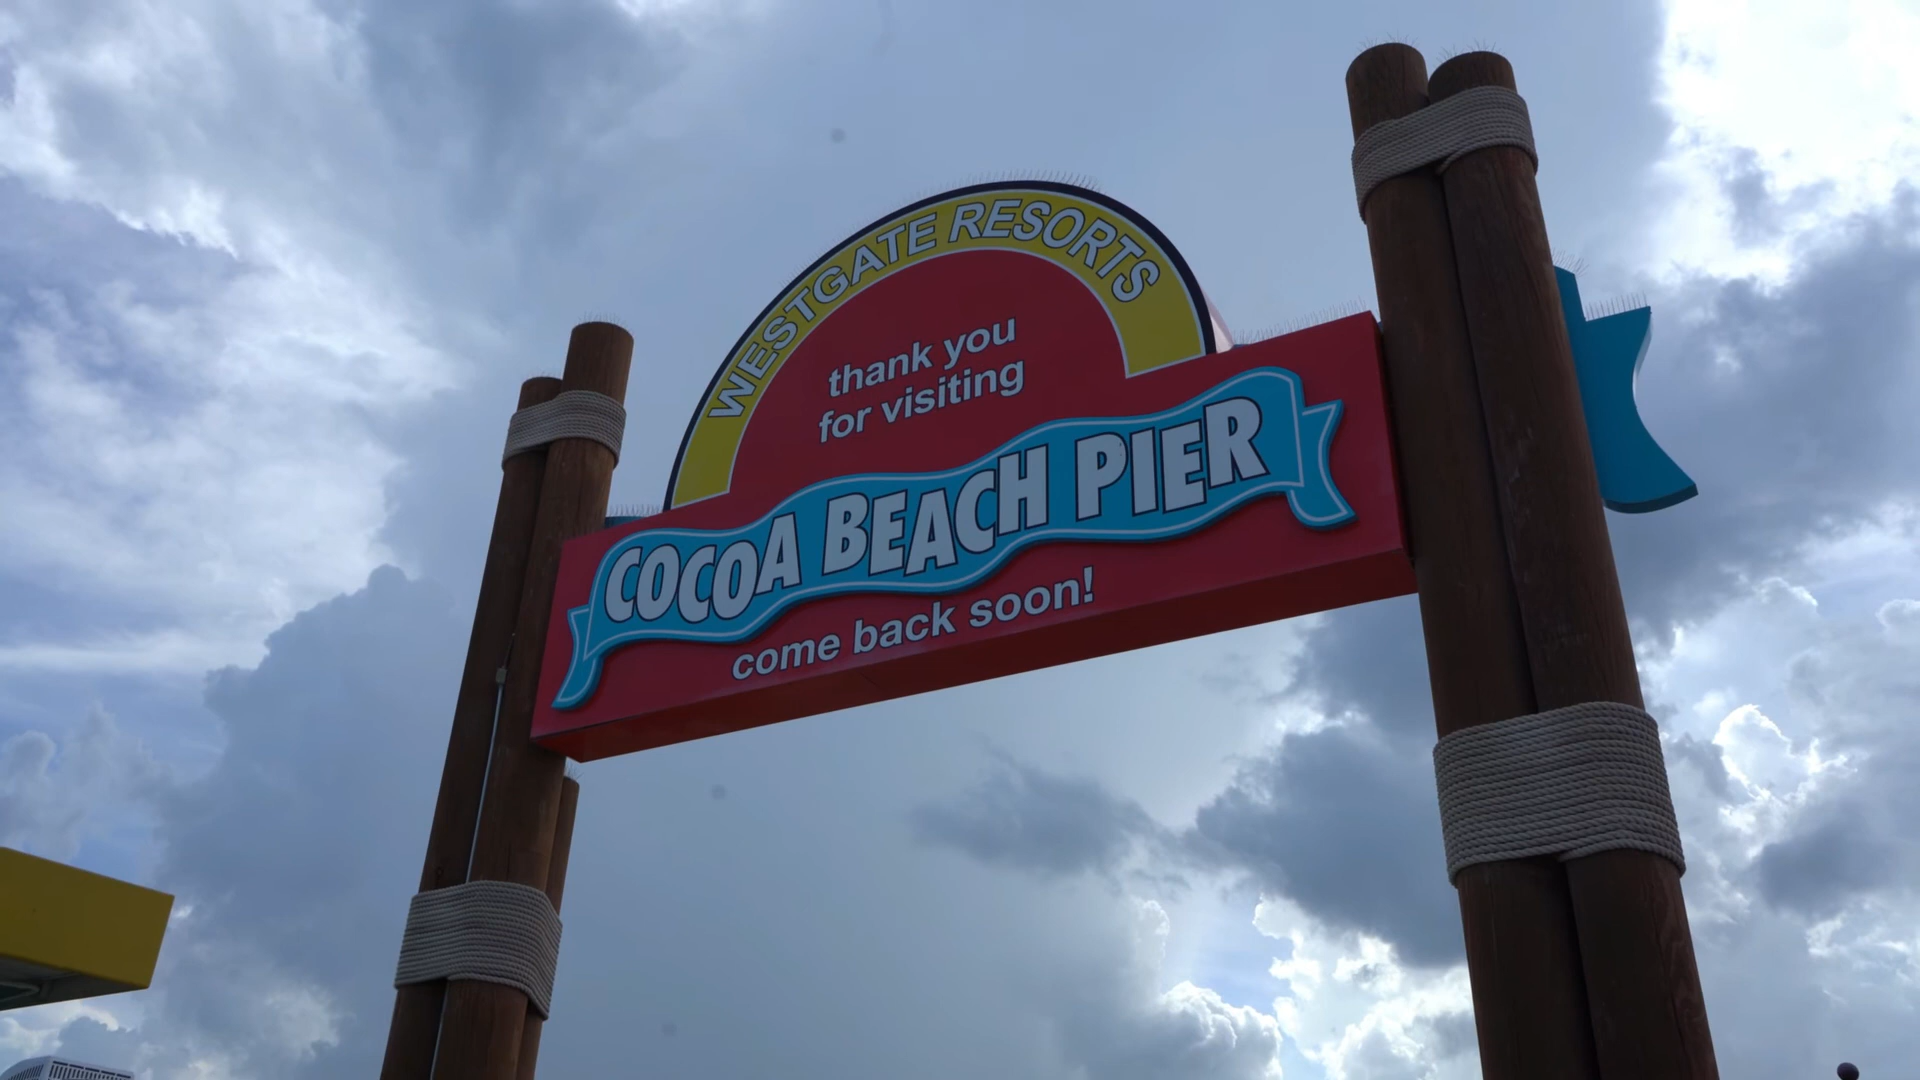 WESTGATE RESORTS
thank you
for visiting
COCOA BEACH PIER
come back soon!